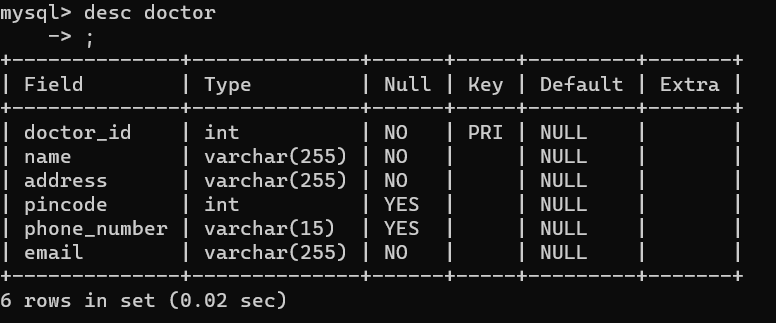 mysql> desc doctor
    -> ;
+--------------+--------------+------+-----+---------+-------+
| Field        | Type         | Null | Key | Default | Extra |
+--------------+--------------+------+-----+---------+-------+
| doctor_id    | int          | NO   | PRI | NULL    |       |
| name         | varchar(255) | NO   |     | NULL    |       |
| address      | varchar(255) | NO   |     | NULL    |       |
| pincode      | int          | YES  |     | NULL    |       |
| phone_number | varchar(15)  | YES  |     | NULL    |       |
| email        | varchar(255) | NO   |     | NULL    |       |
+--------------+--------------+------+-----+---------+-------+
6 rows in set (0.02 sec)